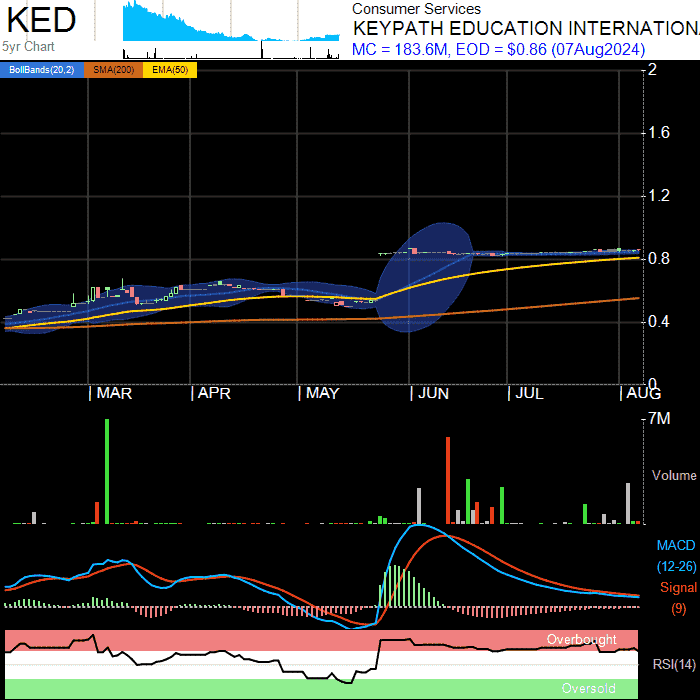 KED
5yr Chart
Consumer Services
KEYPATH EDUCATION INTERNATIONA
MC = 183.6M, EOD = $0.86 (07Aug2024)
BollBands(20,2) SMA(200) EMA(50)
2
1.6
1.2
0.8
0.4
0
MAR APR MAY JUN JUL AUG
7M
Volume
MACD
(12-26)
Signal
(9)
Overbought
RSI(14)
Oversold